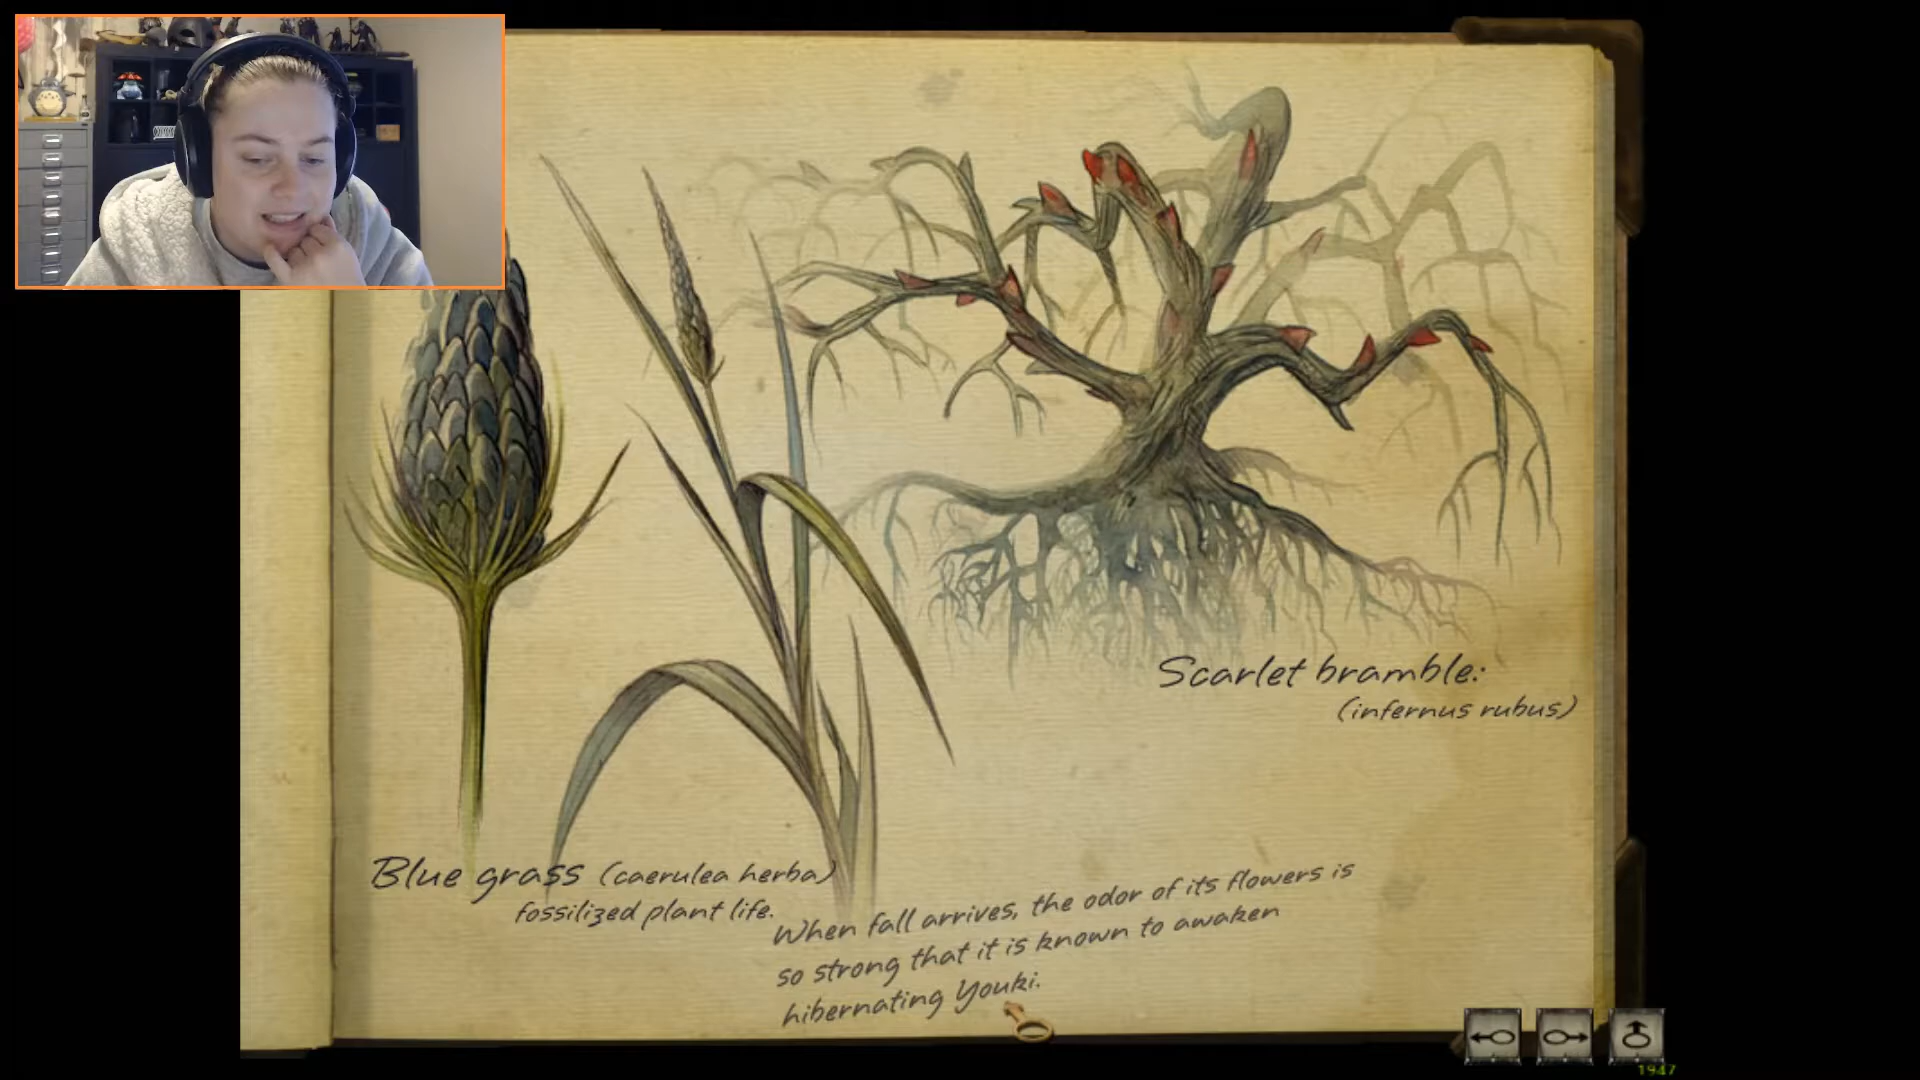 Scarlet bramble:
(infernus rubus)
Blue grass (caerulea herba)
fossilized plant life.
When fall arrives, the odor of its flowers is
so strong that it is known to awaken
hibernating Youki.
1947